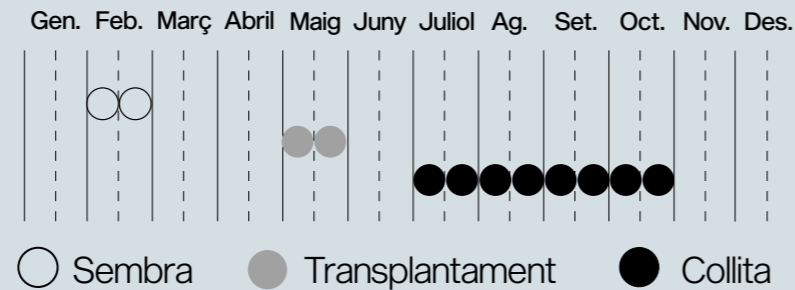 Gen. Feb. Març Abril Maig Juny Juliol Ag. Set. Oct. Nov. Des.
Sembra Transplantament Collita